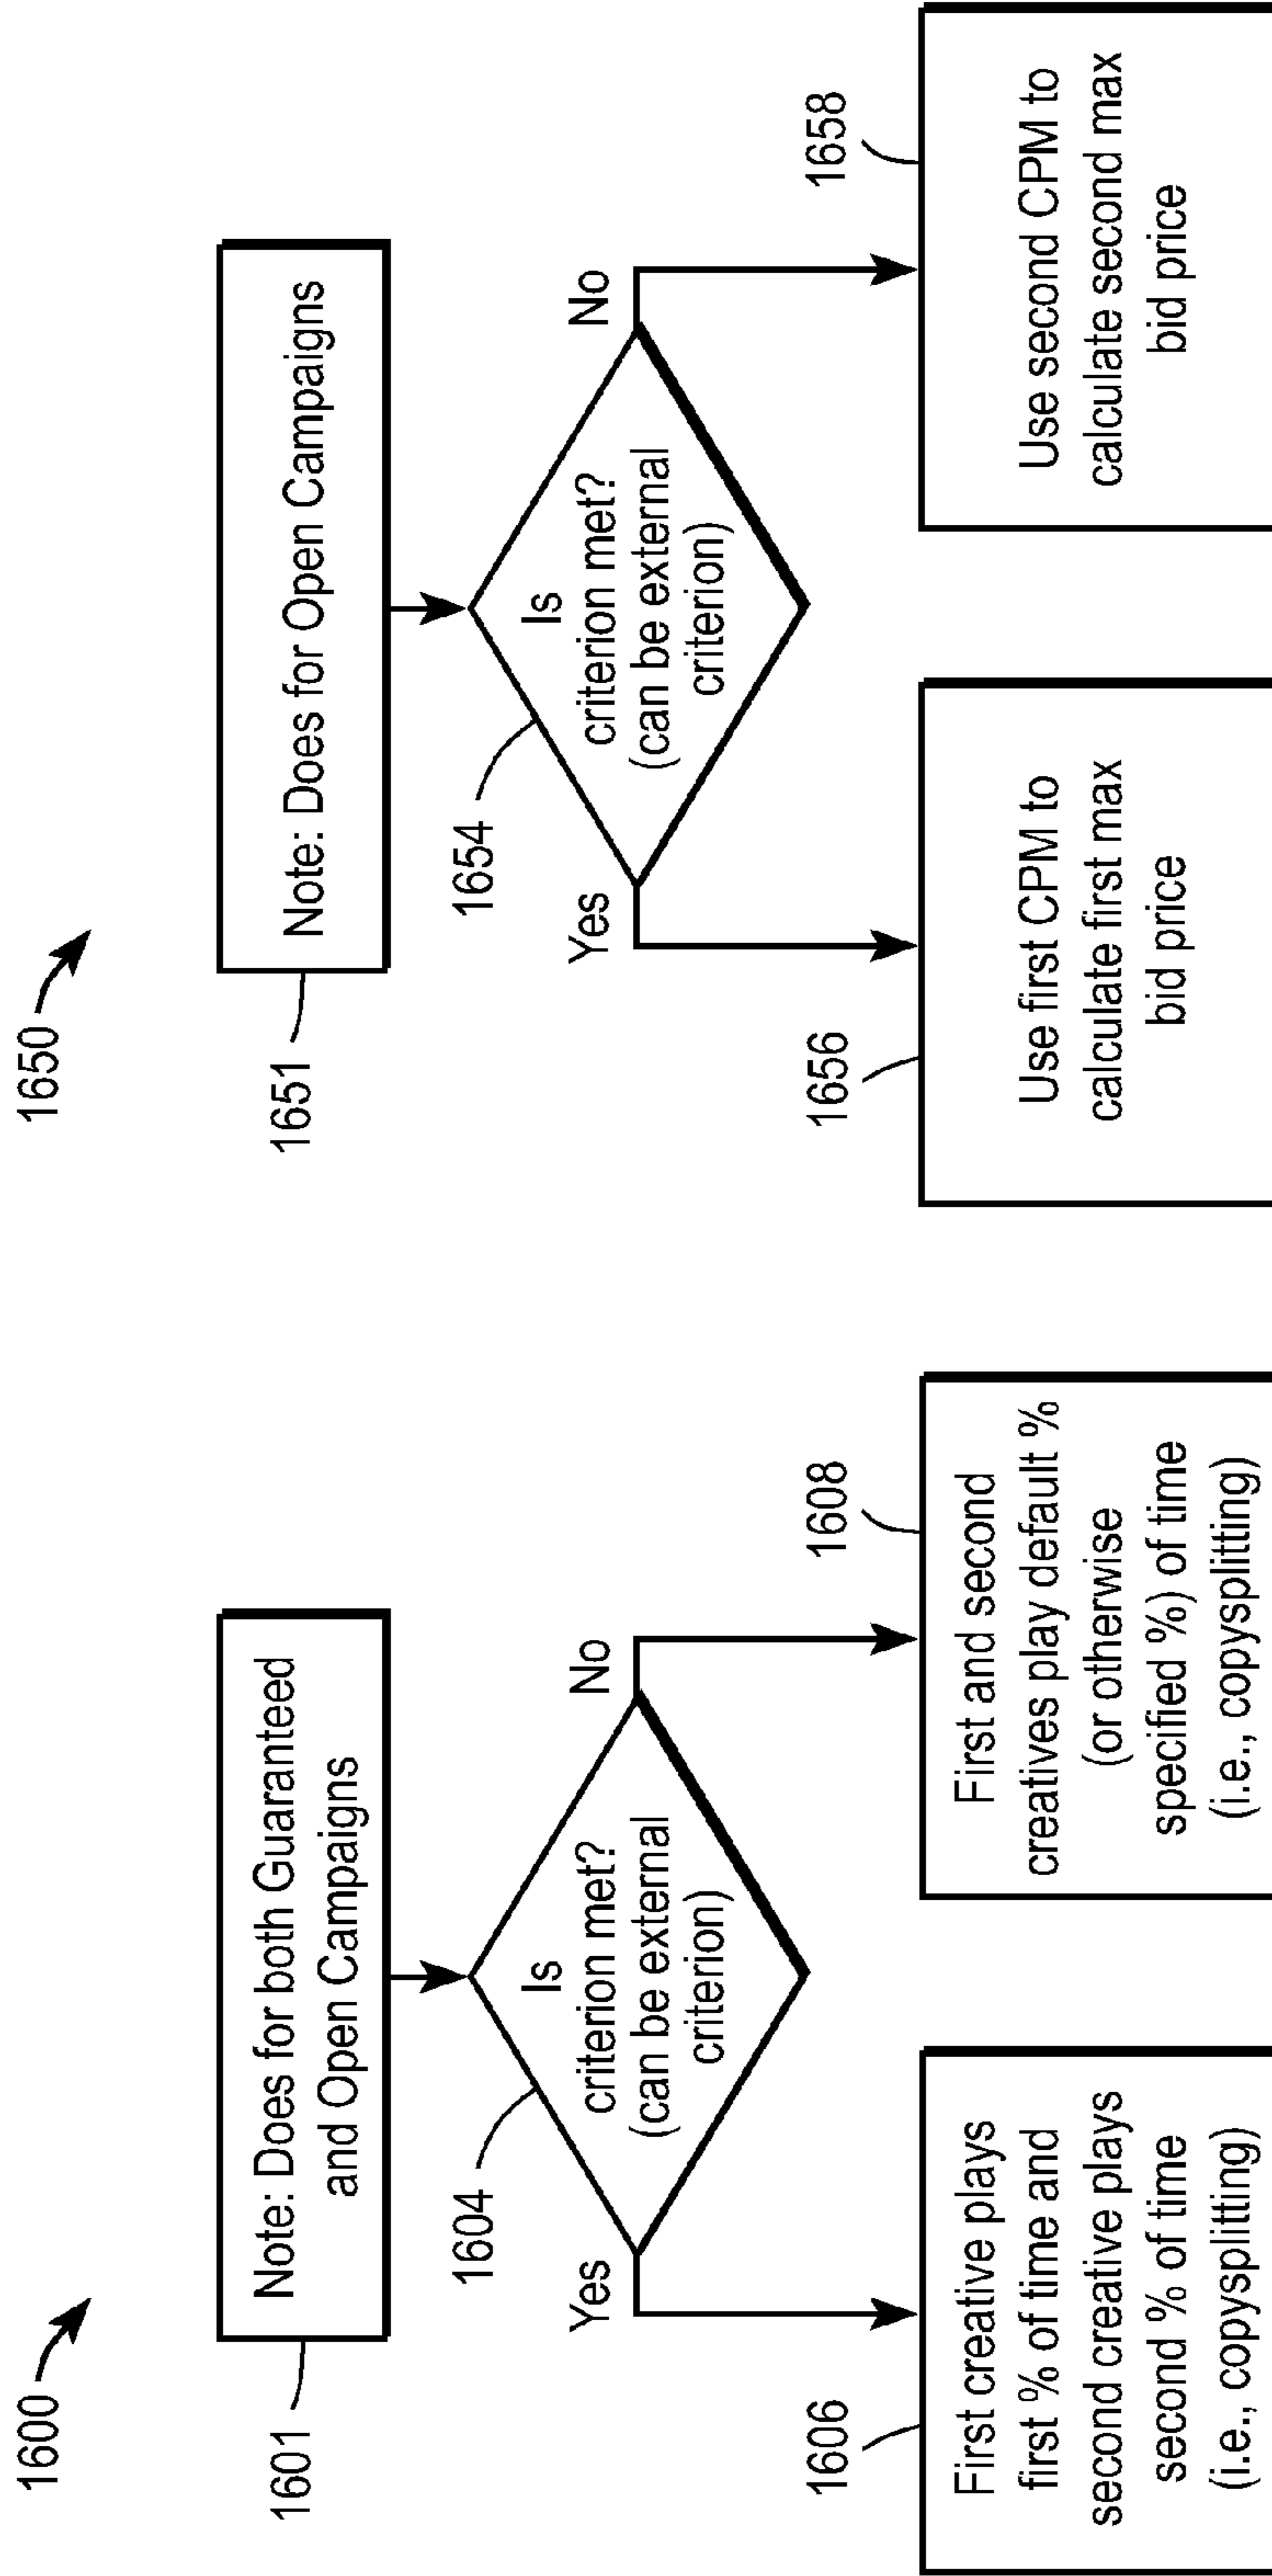 1600
1601
Note: Does for both Guaranteed
and Open Campaigns
1604
Is
criterion met?
(can be external
criterion)
Yes
No
1606
First creative plays
first % of time and
second creative plays
second % of time
(i.e., copysplitting)
1608
First and second
creatives play default %
(or otherwise
specified %) of time
(i.e., copysplitting)
1650
1651
Note: Does for Open Campaigns
1654
Is
criterion met?
(can be external
criterion)
Yes
No
1656
Use first CPM to
calculate first max
bid price
1658
Use second CPM to
calculate second max
bid price